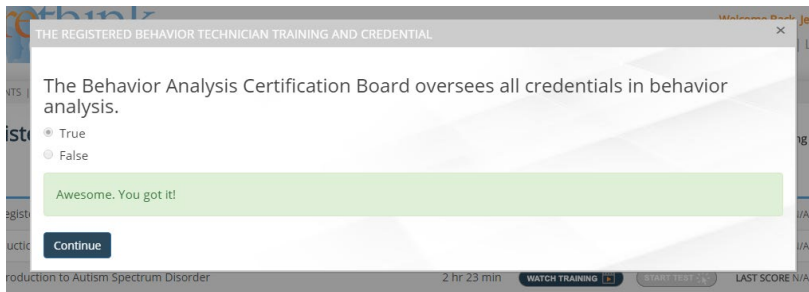 rethink
Welcome Back, Je
THE REGISTERED BEHAVIOR TECHNICIAN TRAINING AND CREDENTIAL ×
The Behavior Analysis Certification Board oversees all credentials in behavior
analysis.
True
False
Awesome. You got it!
Continue
roduction to Autism Spectrum Disorder 2 hr 23 min WATCH TRAINING START TEST LAST SCORE N/A